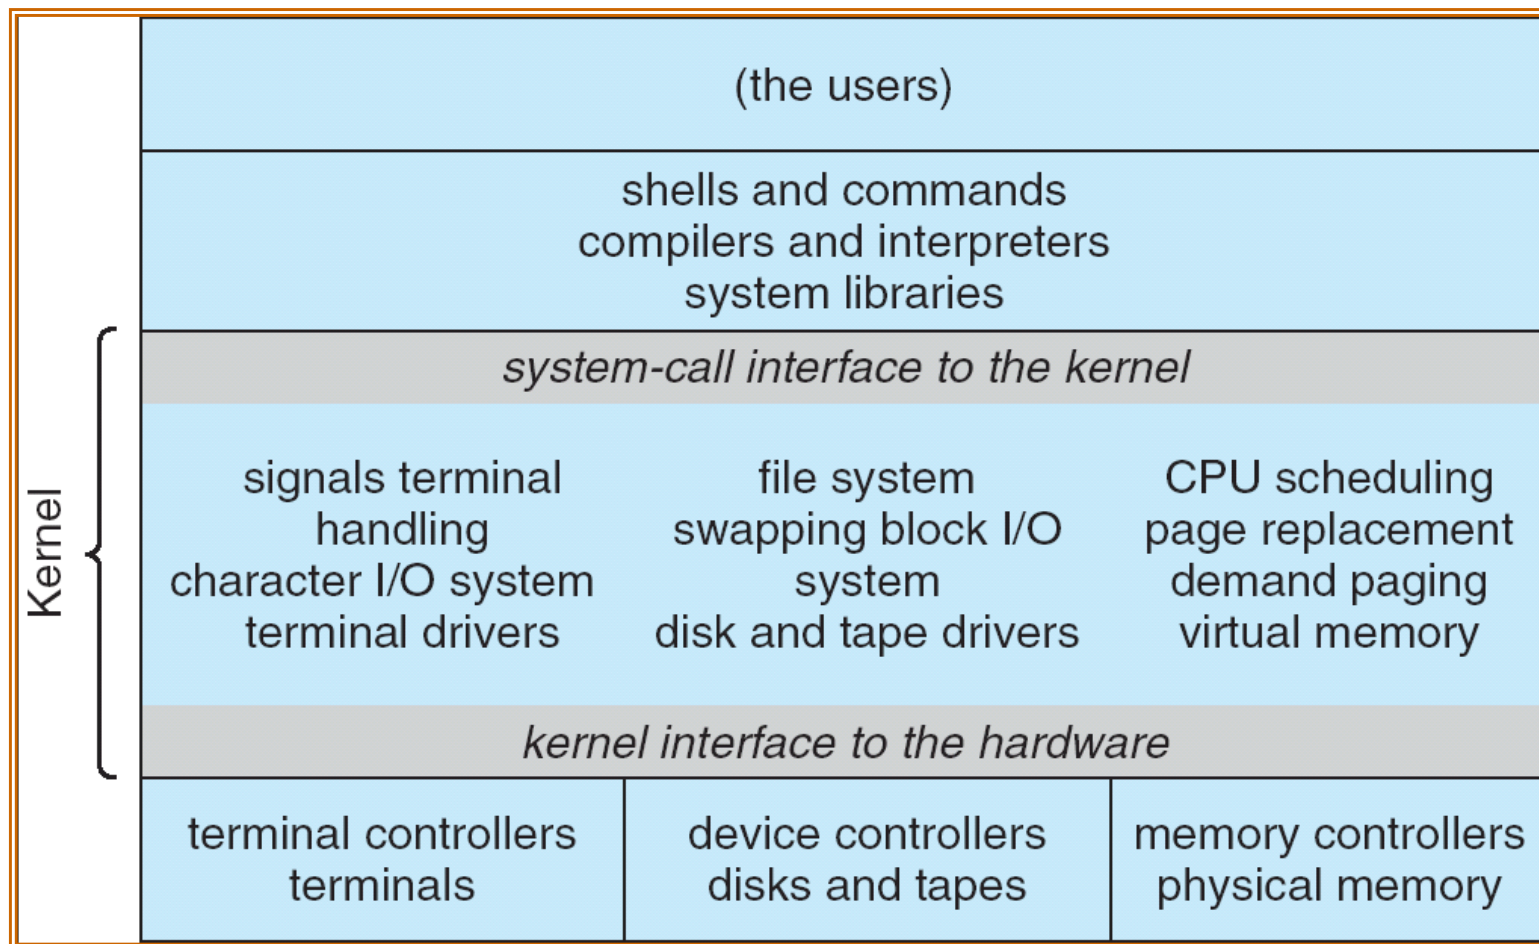 (the users)
shells and commands
compilers and interpreters
system libraries
system-call interface to the kernel
Kernel
signals terminal
handling
character I/O system
terminal drivers
file system
swapping block I/O
system
disk and tape drivers
CPU scheduling
page replacement
demand paging
virtual memory
kernel interface to the hardware
terminal controllers
terminals
device controllers
disks and tapes
memory controllers
physical memory